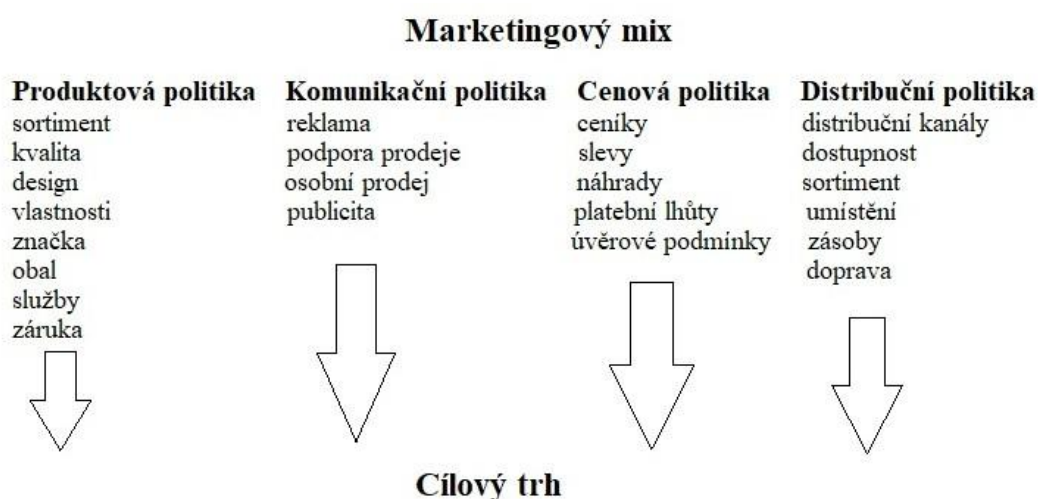 Marketingový mix
Produktová politika
sortiment
kvalita
design
vlastnosti
značka
obal
služby
záruka
Komunikační politika
reklama
podpora prodeje
osobní prodej
publicita
Cenová politika
ceníky
slevy
náhrady
platební lhůty
úvěrové podmínky
Distribuční politika
distribuční kanály
dostupnost
sortiment
umístění
zásoby
doprava
Cílový trh